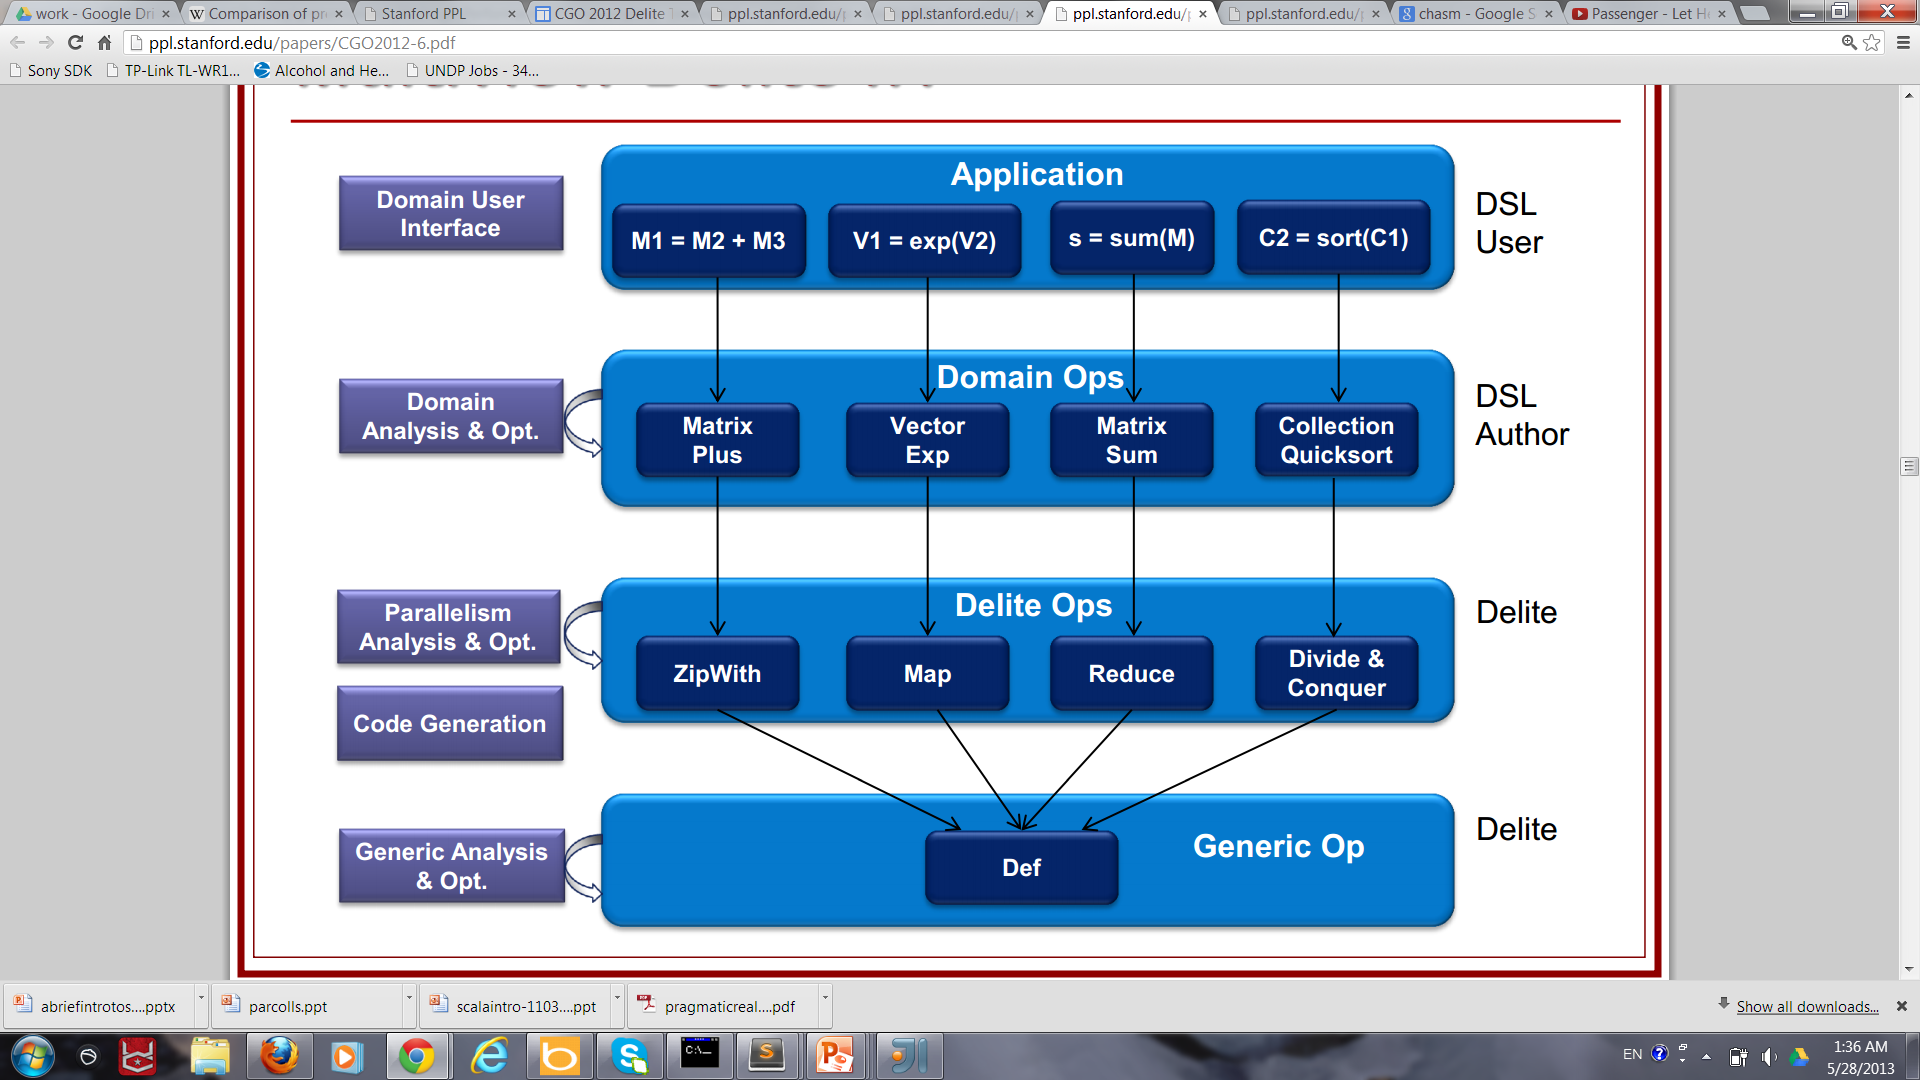 work - Google Dri
Comparison of pr
Stanford PPL
CGO 2012 Delite T
ppl.stanford.edu/
ppl.stanford.edu/
ppl.stanford.edu/
ppl.stanford.edu/
chasm - Google S
Passenger - Let H
ppl.stanford.edu/papers/CGO2012-6.pdf
Sony SDK
TP-Link TL-WR1...
Alcohol and He...
UNDP Jobs - 34...
Application
Domain User
Interface
M1 = M2 + M3
V1 = exp(V2)
s = sum(M)
C2 = sort(C1)
DSL
User
Domain Ops
Domain
Analysis & Opt.
Matrix
Plus
Vector
Exp
Matrix
Sum
Collection
Quicksort
DSL
Author
Delite Ops
Parallelism
Analysis & Opt.
ZipWith
Map
Reduce
Divide &
Conquer
Delite
Code Generation
Generic Analysis
& Opt.
Def
Generic Op
Delite
abriefintrotos....pptx
parcolls.ppt
scalaintro-1103....ppt
pragmaticreal....pdf
Show all downloads...
EN
1:36 AM
5/28/2013